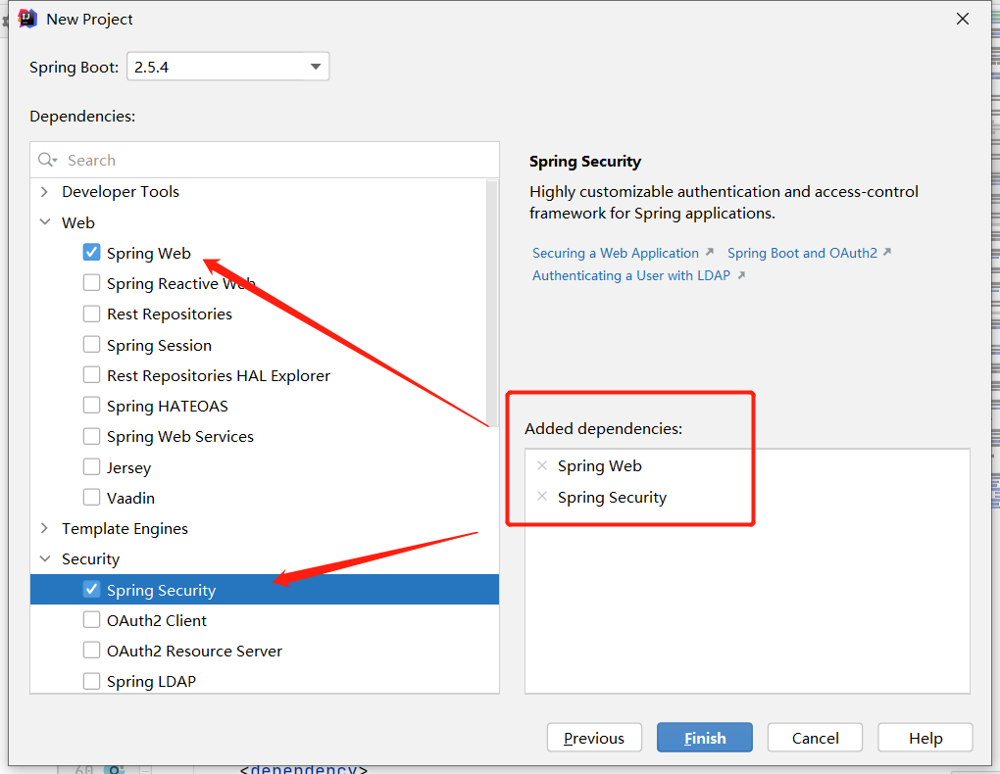 New Project
Spring Boot: 2.5.4
Dependencies:
Search
Developer Tools
Web
Spring Web
Spring Reactive Web
Rest Repositories
Spring Session
Rest Repositories HAL Explorer
Spring HATEOAS
Spring Web Services
Jersey
Vaadin
Template Engines
Security
Spring Security
OAuth2 Client
OAuth2 Resource Server
Spring LDAP
Spring Security
Highly customizable authentication and access-control
framework for Spring applications.
Securing a Web Application Spring Boot and OAuth2
Authenticating a User with LDAP
Added dependencies:
Spring Web
Spring Security
Previous Finish Cancel Help
60 <dependency>